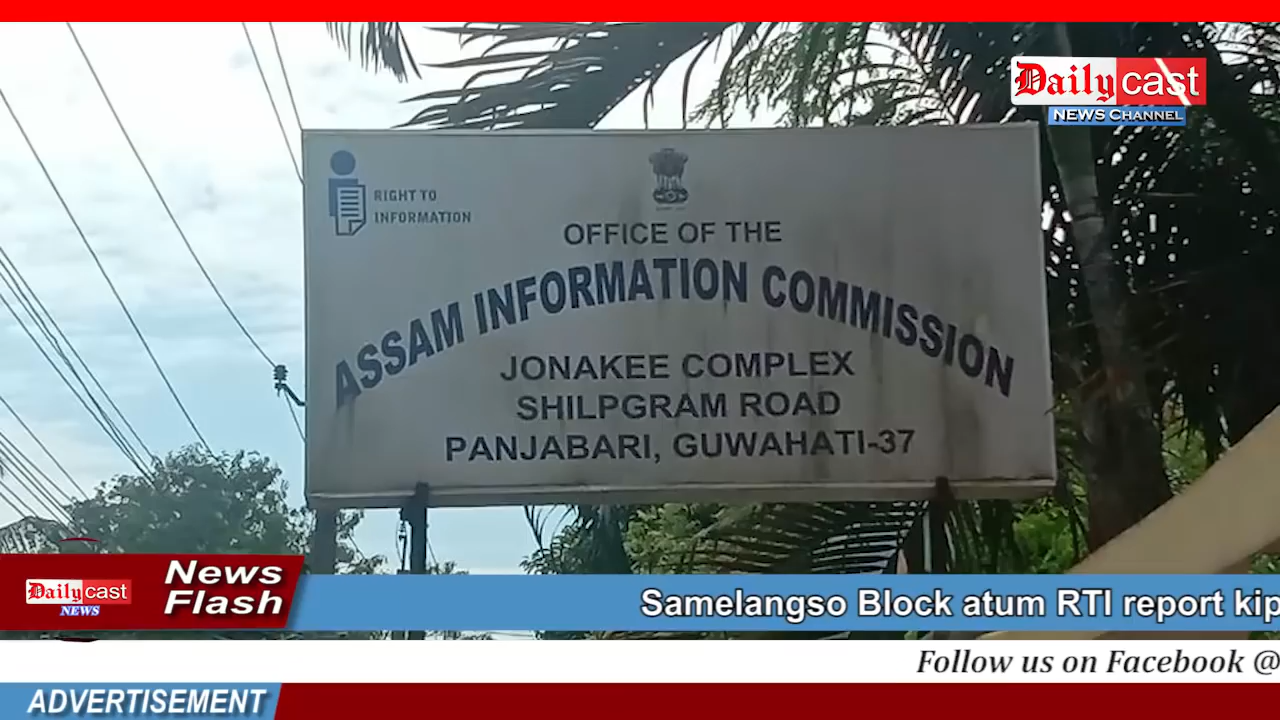 Dailycast
NEWS CHANNEL
RIGHT TO
INFORMATION
OFFICE OF THE
ASSAM INFORMATION COMMISSION
JONAKEE COMPLEX
SHILPGRAM ROAD
PANJABARI, GUWAHATI-37
Dailycast
NEWS
News
Flash
Samelangso Block atum RTI report kip
Follow us on Facebook @
ADVERTISEMENT